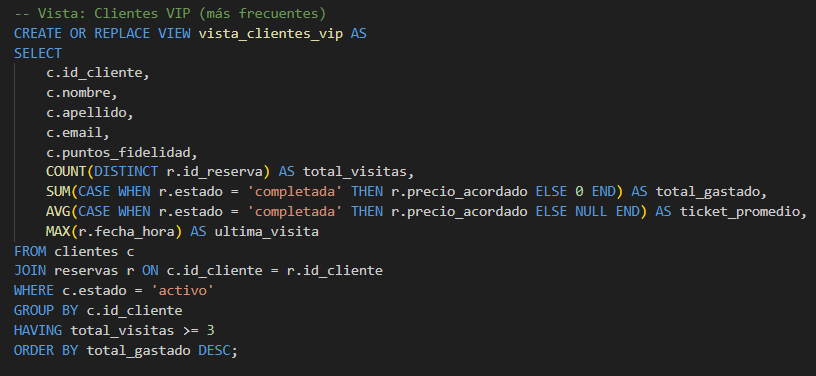 -- Vista: Clientes VIP (más frecuentes)
CREATE OR REPLACE VIEW vista_clientes_vip AS
SELECT
    c.id_cliente,
    c.nombre,
    c.apellido,
    c.email,
    c.puntos_fidelidad,
    COUNT(DISTINCT r.id_reserva) AS total_visitas,
    SUM(CASE WHEN r.estado = 'completada' THEN r.precio_acordado ELSE 0 END) AS total_gastado,
    AVG(CASE WHEN r.estado = 'completada' THEN r.precio_acordado ELSE NULL END) AS ticket_promedio,
    MAX(r.fecha_hora) AS ultima_visita
FROM clientes c
JOIN reservas r ON c.id_cliente = r.id_cliente
WHERE c.estado = 'activo'
GROUP BY c.id_cliente
HAVING total_visitas >= 3
ORDER BY total_gastado DESC;